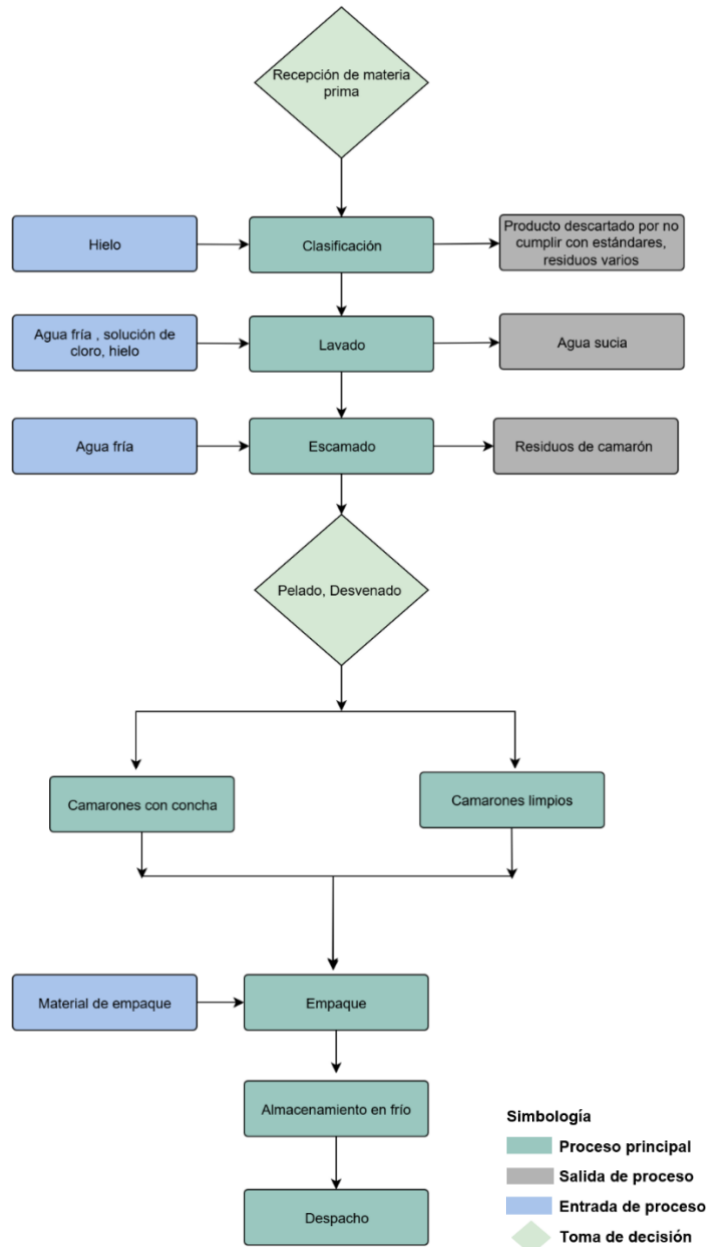 Recepción de materia
prima
Hielo
Clasificación
Producto descartado por no
cumplir con estándares,
residuos varios
Agua fría , solución de
cloro, hielo
Lavado
Agua sucia
Agua fría
Escamado
Residuos de camarón
Pelado, Desvenado
Camarones con concha
Camarones limpios
Material de empaque
Empaque
Almacenamiento en frío
Despacho
Simbología
Proceso principal
Salida de proceso
Entrada de proceso
Toma de decisión